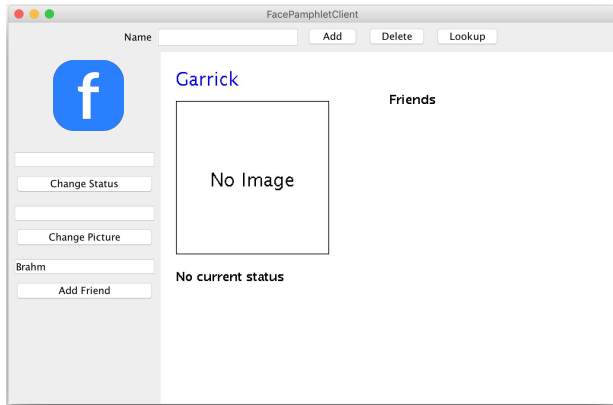 FacePamphletClient
Name Add Delete Lookup
f
Garrick
Friends
No Image
Change Status
Change Picture
Brahm
No current status
Add Friend